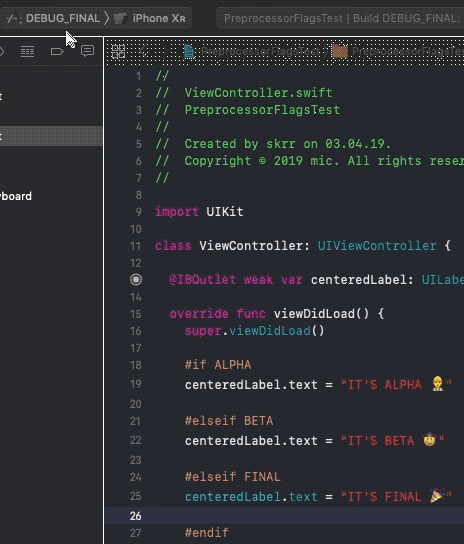 DEBUG_FINAL 〉 iPhone XR
PreprocessorFlagsTest | Build DEBUG_FINAL:
PreprocessorFlagsTest
1 //
2 //  ViewController.swift
3 //  PreprocessorFlagsTest
4 //
5 //  Created by skrr on 03.04.19.
6 //  Copyright © 2019 mic. All rights reser
7 //
8
9 import UIKit
10
11 class ViewController: UIViewController {
12
@IBOutlet weak var centeredLabel: UILabe
14
15 override func viewDidLoad() {
16 super.viewDidLoad()
17
18 #if ALPHA
19 centeredLabel.text = "IT'S ALPHA 👷‍♀️"
20
21 #elseif BETA
22 centeredLabel.text = "IT'S BETA 🤠"
23
24 #elseif FINAL
25 centeredLabel.text = "IT'S FINAL 🎉"
26
27 #endif
t
t
yboard